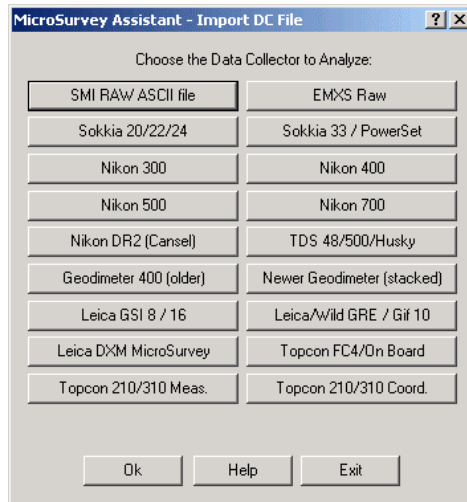 MicroSurvey Assistant - Import DC File
Choose the Data Collector to Analyze:
SMI RAW ASCII file EMXS Raw
Sokkia 20/22/24 Sokkia 33 / PowerSet
Nikon 300 Nikon 400
Nikon 500 Nikon 700
Nikon DR2 (Cansel) TDS 48/500/Husky
Geodimeter 400 (older) Newer Geodimeter (stacked)
Leica GSI 8 / 16 Leica/Wild GRE / Gif 10
Leica DXM MicroSurvey Topcon FC4/On Board
Topcon 210/310 Meas. Topcon 210/310 Coord.
Ok Help Exit